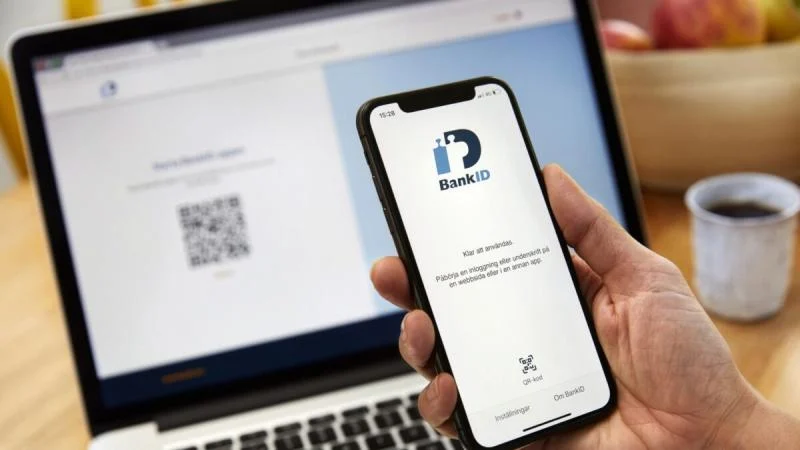 15:28
BankID
Klar att användas.
Påbörja en inloggning eller underskrift på
en webbsida eller i en annan app.
QR-kod
Inställningar
Om BankID